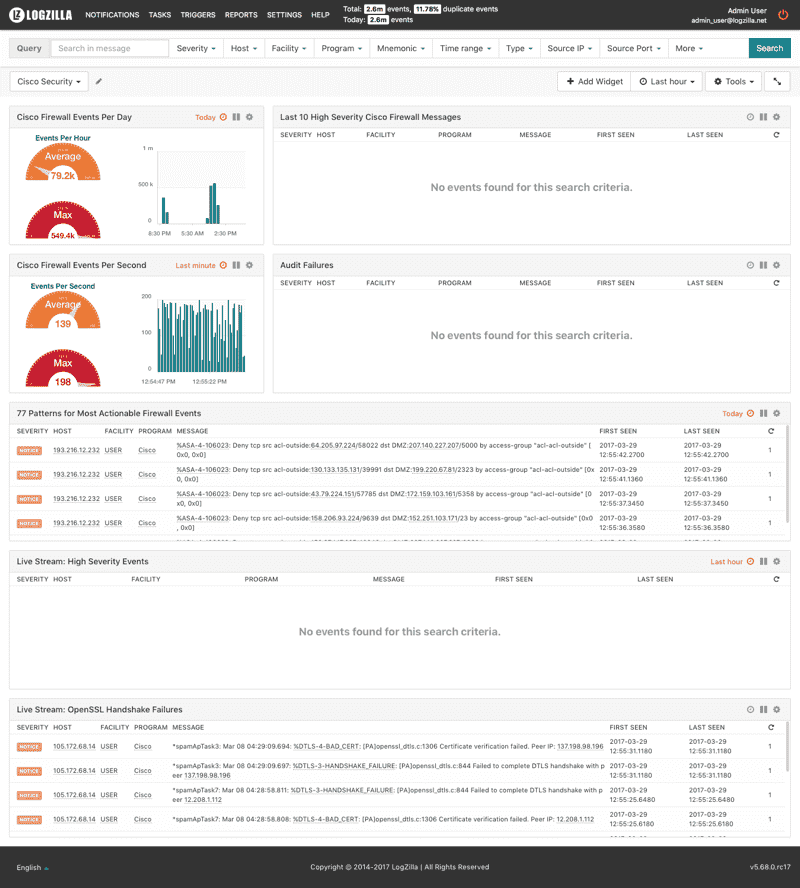 LOGZILLA NOTIFICATIONS TASKS TRIGGERS REPORTS SETTINGS HELP Total: 2.6m events, 11.78% duplicate events
Today: 2.6m events
Admin User
admin_user@logzilla.net
Query Search in message Severity Host Facility Program Mnemonic Time range Type Source IP Source Port More Search
Cisco Security + Add Widget Last hour Tools
Cisco Firewall Events Per Day Today
Events Per Hour
Average
79.2k
Max
549.4k
1 m
500 k
0
8:30 PM 5:30 AM 2:30 PM
Last 10 High Severity Cisco Firewall Messages
SEVERITY HOST FACILITY PROGRAM MESSAGE FIRST SEEN LAST SEEN
No events found for this search criteria.
Cisco Firewall Events Per Second Last minute
Events Per Second
Average
139
Max
198
200
100
0
12:54:47 PM 12:55:22 PM
Audit Failures
SEVERITY HOST FACILITY PROGRAM MESSAGE FIRST SEEN LAST SEEN
No events found for this search criteria.
77 Patterns for Most Actionable Firewall Events Today
SEVERITY HOST FACILITY PROGRAM MESSAGE FIRST SEEN LAST SEEN
NOTICE 193.216.12.232 USER Cisco %ASA-4-106023: Deny tcp src acl-outside:64.205.97.224/58022 dst DMZ:207.140.227.207/5000 by access-group "acl-acl-outside" [ 2017-03-29 2017-03-29 1
0x0, 0x0] 12:55:42.2700 12:55:42.2700
NOTICE 193.216.12.232 USER Cisco %ASA-4-106023: Deny tcp src acl-outside:130.133.135.131/39991 dst DMZ:199.220.67.81/2323 by access-group "acl-acl-outside" [0x 2017-03-29 2017-03-29 1
0, 0x0] 12:55:41.1360 12:55:41.1360
NOTICE 193.216.12.232 USER Cisco %ASA-4-106023: Deny tcp src acl-outside:43.79.224.151/57785 dst DMZ:172.159.103.161/5358 by access-group "acl-acl-outside" [0 2017-03-29 2017-03-29 1
x0, 0x0] 12:55:37.3450 12:55:37.3450
NOTICE 193.216.12.232 USER Cisco %ASA-4-106023: Deny tcp src acl-outside:158.206.93.224/9639 dst DMZ:152.251.103.171/23 by access-group "acl-acl-outside" [0x0 2017-03-29 2017-03-29 1
, 0x0] 12:55:36.3580 12:55:36.3580
Live Stream: High Severity Events Last hour
SEVERITY HOST FACILITY PROGRAM MESSAGE FIRST SEEN LAST SEEN
No events found for this search criteria.
Live Stream: OpenSSL Handshake Failures
SEVERITY HOST FACILITY PROGRAM MESSAGE FIRST SEEN LAST SEEN
NOTICE 105.172.68.14 USER Cisco *spamApTask3: Mar 08 04:29:09.694: %DTLS-4-BAD_CERT: [PA]openssl_dtls.c:1306 Certificate verification failed. Peer IP: 137.198.98.196 2017-03-29 2017-03-29 1
12:55:31.1180 12:55:31.1180
NOTICE 105.172.68.14 USER Cisco *spamApTask3: Mar 08 04:29:09.697: %DTLS-3-HANDSHAKE_FAILURE: [PA]openssl_dtls.c:844 Failed to complete DTLS handshake with p 2017-03-29 2017-03-29 1
eer 137.198.98.196 12:55:31.1180 12:55:31.1180
NOTICE 105.172.68.14 USER Cisco *spamApTask7: Mar 08 04:28:58.811: %DTLS-3-HANDSHAKE_FAILURE: [PA]openssl_dtls.c:844 Failed to complete DTLS handshake with p 2017-03-29 2017-03-29 1
eer 12.208.1.112 12:55:25.6480 12:55:25.6480
NOTICE 105.172.68.14 USER Cisco *spamApTask7: Mar 08 04:28:58.808: %DTLS-4-BAD_CERT: [PA]openssl_dtls.c:1306 Certificate verification failed. Peer IP: 12.208.1.112 2017-03-29 2017-03-29 1
12:55:25.6180 12:55:25.6180
English Copyright © 2014-2017 LogZilla | All Rights Reserved v5.68.0.rc17